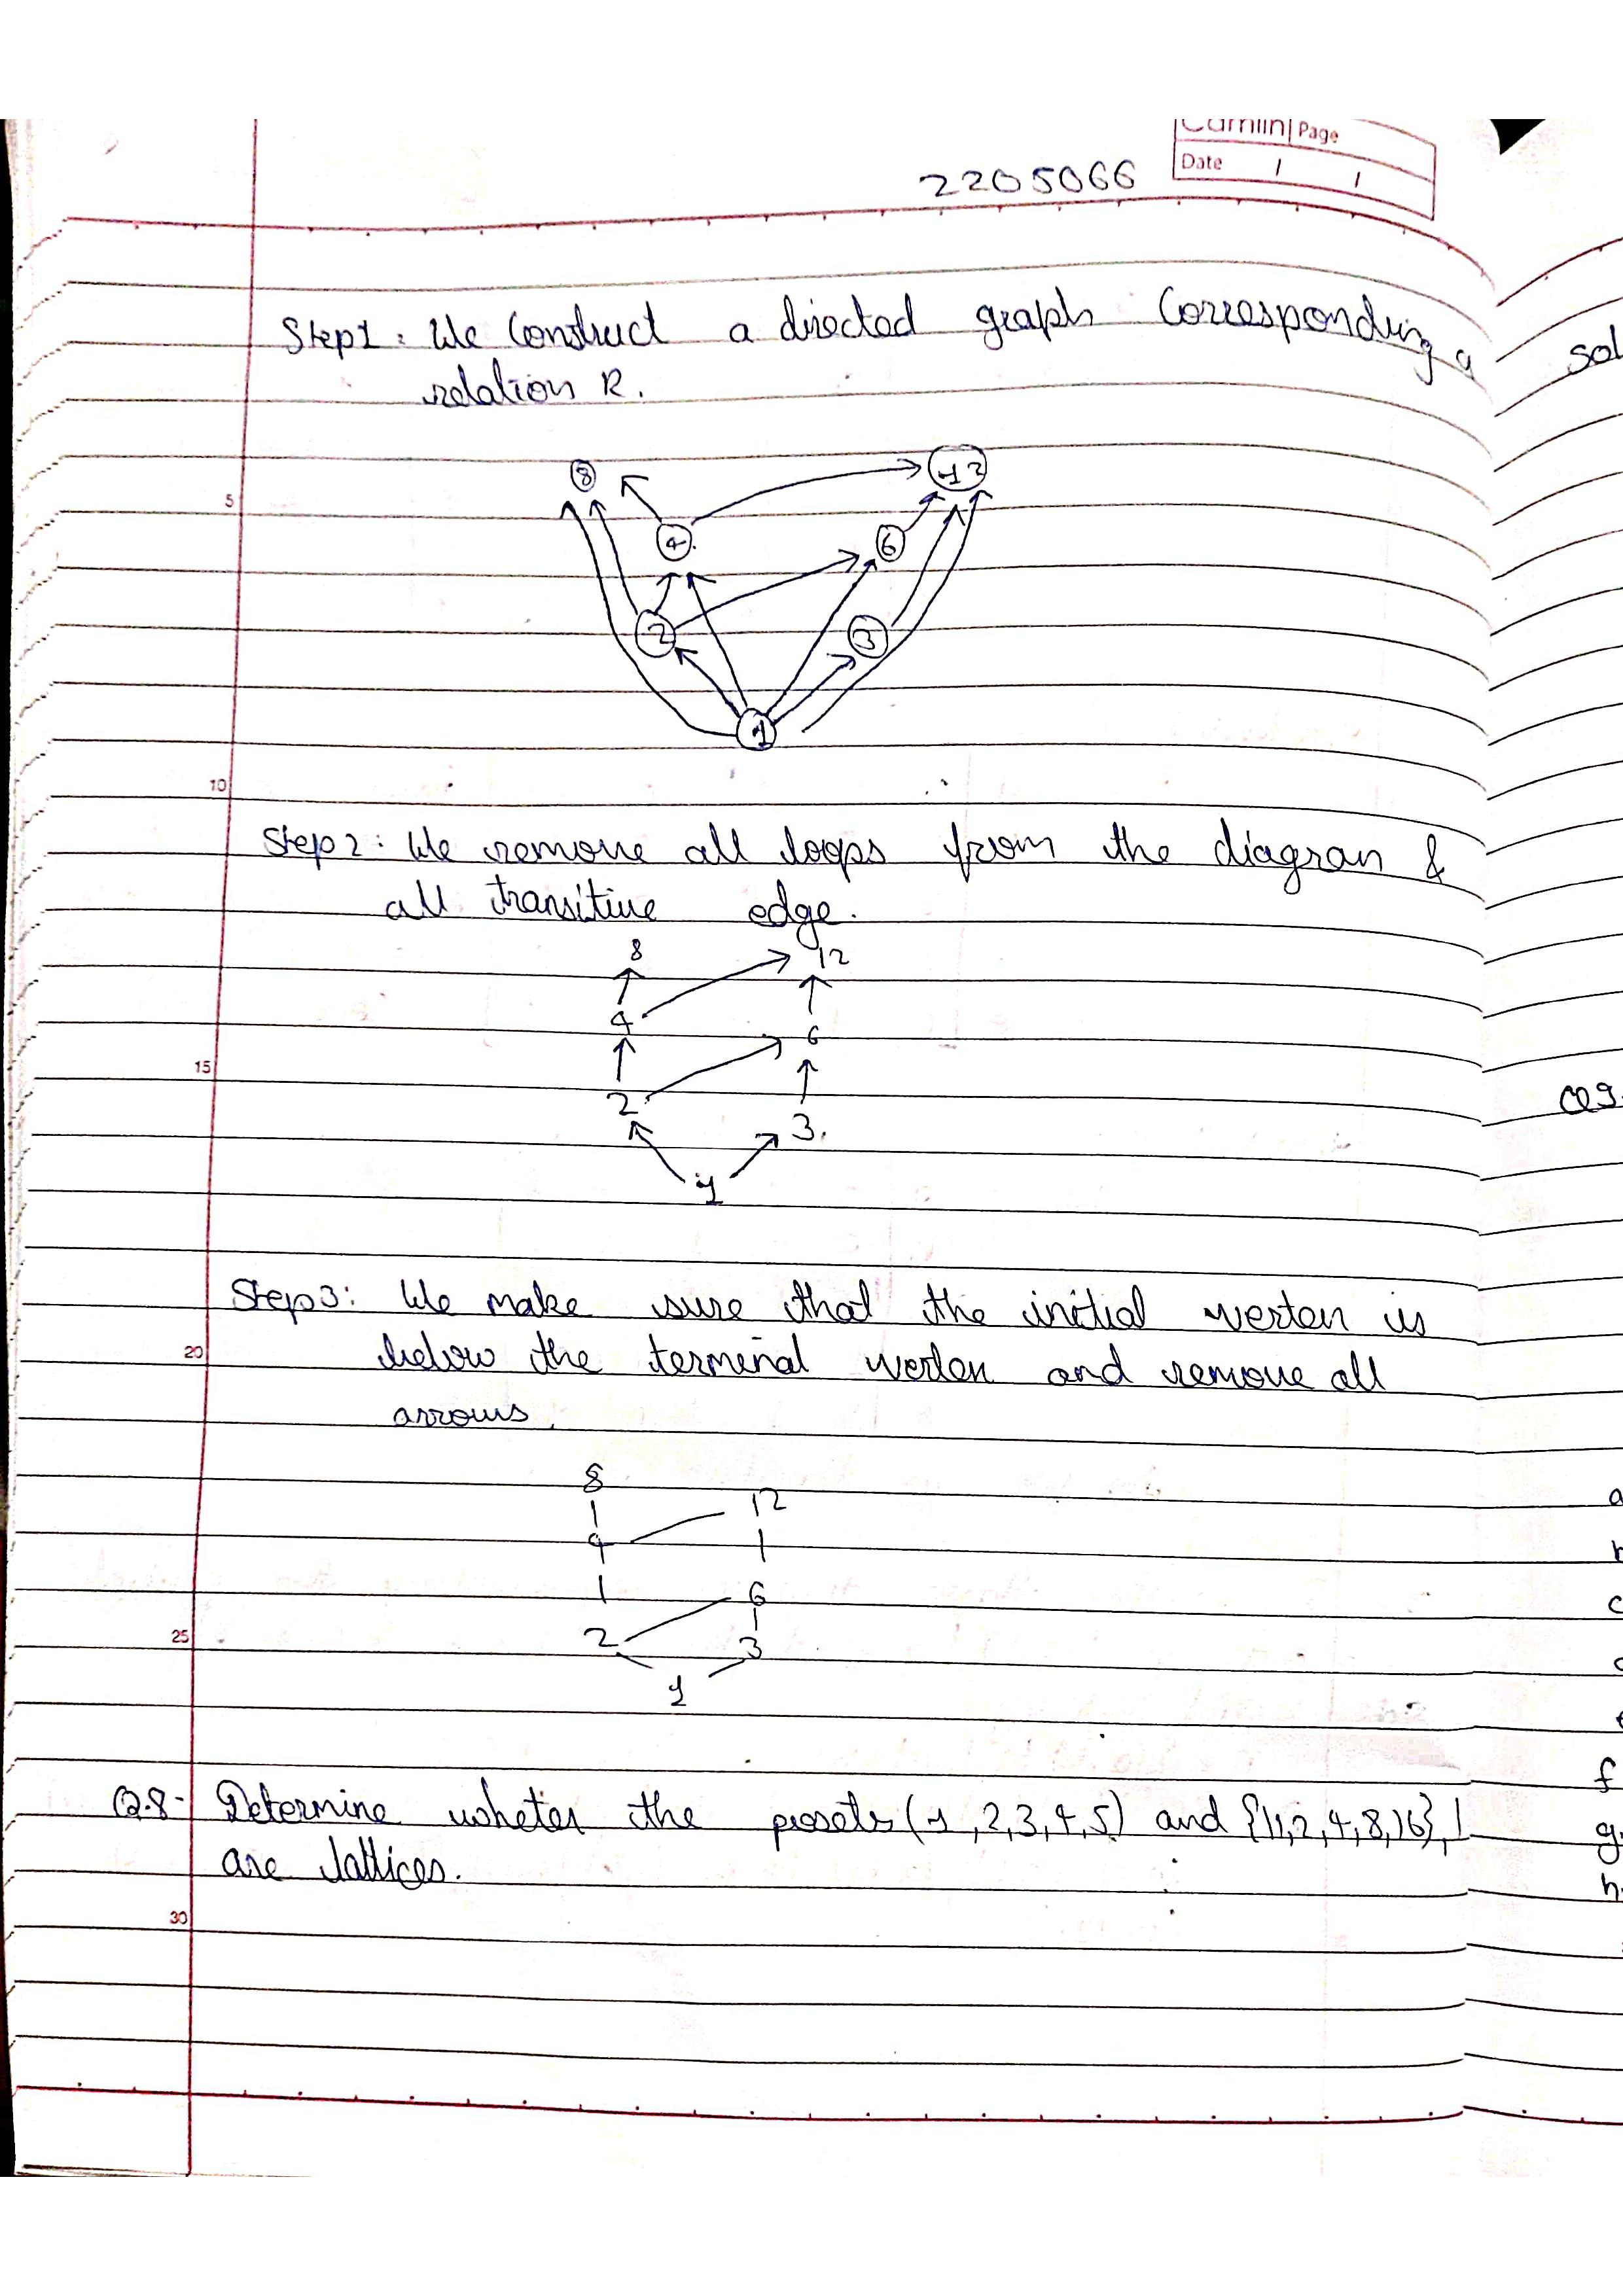 Camlin Page
Date / /
2205066
Step1: We Construct a directed graph Corresponding
relation R.
sol
8 12
5
4 6
2 3
1
10
Step2: We remove all loops from the diagran &
all transitive edge.
8 12
4 6
15
2 3
1
Q9.
Step3: We make sure that the initial verten is
20
below the terminal verten and remove all
arrows.
8 12
4
6
25
2 3
1
a
b
c
f
g.
h.
Q.8- Determine wheter the posets (1,2,3,4,5) and {1,2,4,8,16},|
are lattices.
30